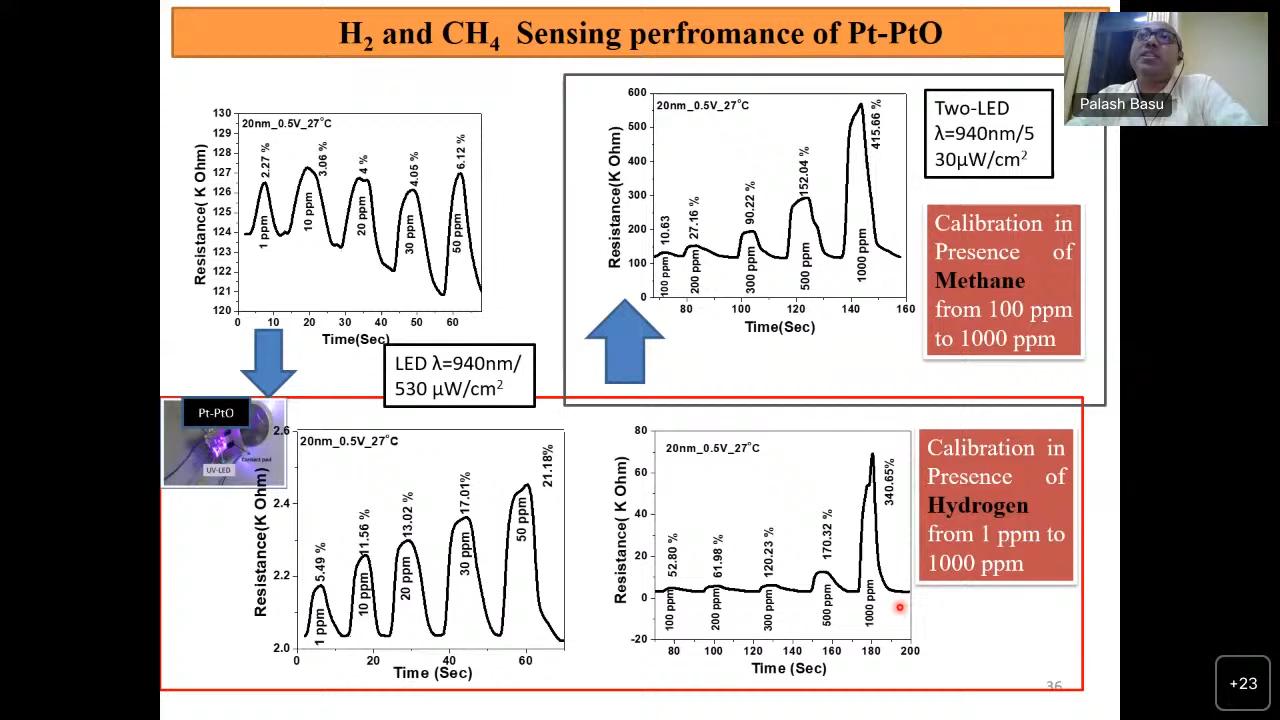 H2 and CH4 Sensing perfromance of Pt-PtO
Palash Basu
130
129
128
127
126
125
124
123
122
121
120
Resistance( K Ohm)
20nm_0.5V_27°C
2.27 %
3.06 %
4 %
4.05 %
6.12 %
1 ppm
10 ppm
20 ppm
30 ppm
50 ppm
0 10 20 30 40 50 60
Time(Sec)
600
500
400
300
200
100
0
Resistance( K Ohm)
20nm_0.5V_27°C
10.63
27.16 %
90.22 %
152.04 %
415.66 %
100 ppm
200 ppm
300 ppm
500 ppm
1000 ppm
80 100 120 140 160
Time(Sec)
Two-LED
λ=940nm/5
30µW/cm2
Calibration in
Presence of
Methane
from 100 ppm
to 1000 ppm
LED λ=940nm/
530 µW/cm2
Pt-PtO
UV-LED
Contact pad
2.6
2.4
2.2
2.0
Resistance(K Ohm)
20nm_0.5V_27°C
5.49 %
11.56 %
13.02 %
17.01%
21.18%
1 ppm
10 ppm
20 ppm
30 ppm
50 ppm
0 20 40 60
Time (Sec)
80
60
40
20
0
-20
Resistance( K Ohm)
20nm_0.5V_27°C
52.80 %
61.98 %
120.23 %
170.32 %
340.65%
100 ppm
200 ppm
300 ppm
500 ppm
1000 ppm
80 100 120 140 160 180 200
Time (Sec)
Calibration in
Presence of
Hydrogen
from 1 ppm to
1000 ppm
36
+23